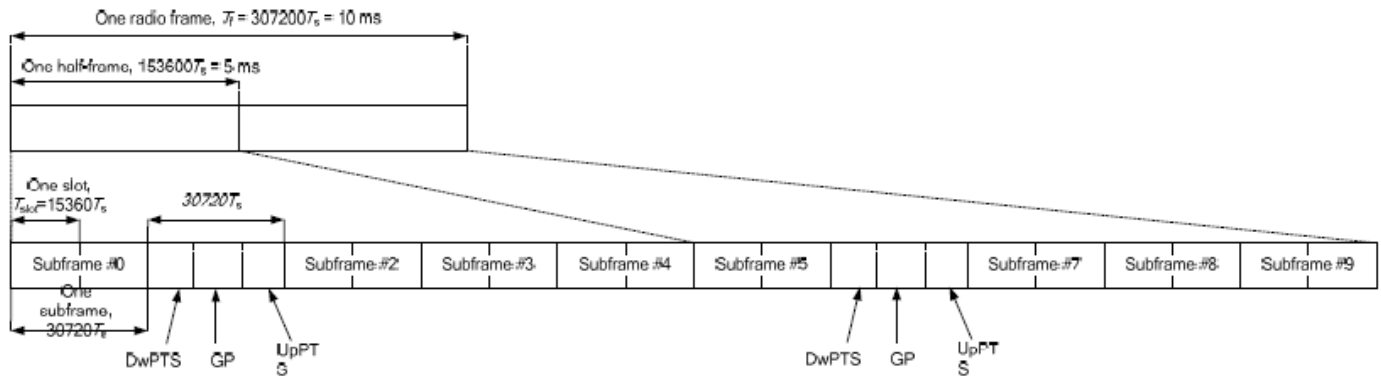 One radio frame, Tf = 307200Ts = 10 ms
One half-frame, 153600Ts = 5 ms
One slot,
Tslot=15360Ts
30720Ts
Subframe #0
Subframe #2
Subframe #3
Subframe #4
Subframe #5
Subframe #7
Subframe #8
Subframe #9
One
subframe,
30720Ts
DwPTS
GP
UpPT
S
DwPTS
GP
UpPT
S